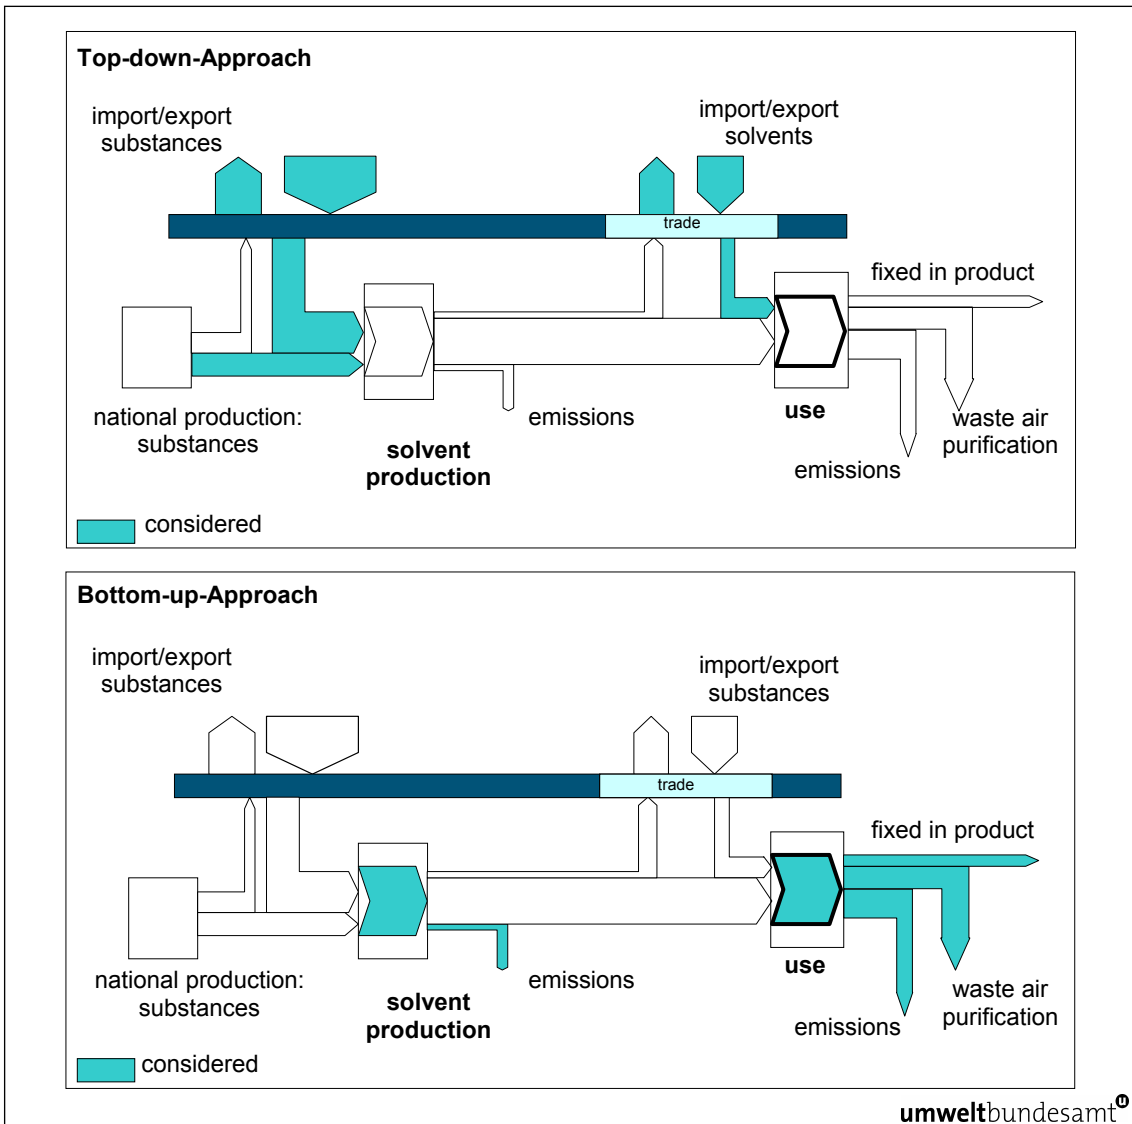 Top-down-Approach
import/export
substances
import/export
solvents
trade
fixed in product
national production:
substances
solvent
production
emissions
use
waste air
purification
emissions
considered
Bottom-up-Approach
import/export
substances
import/export
substances
trade
fixed in product
national production:
substances
solvent
production
emissions
use
waste air
purification
emissions
considered
umweltbundesamt u